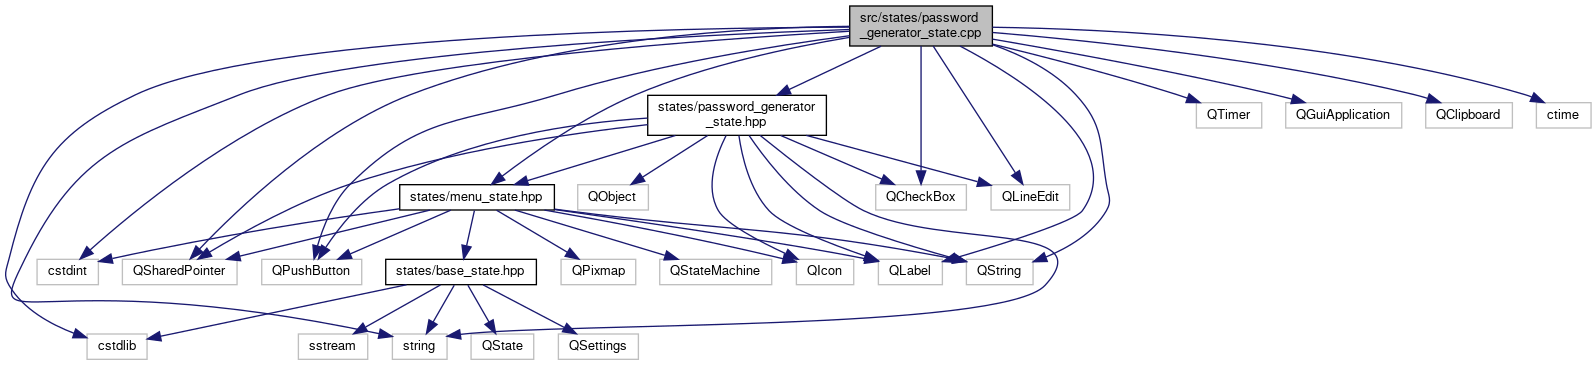 src/states/password
_generator_state.cpp
states/password_generator
_state.hpp
QTimer
QGuiApplication
QClipboard
ctime
states/menu_state.hpp
QObject
QCheckBox
QLineEdit
cstdint
QSharedPointer
QPushButton
states/base_state.hpp
QPixmap
QStateMachine
QIcon
QLabel
QString
cstdlib
sstream
string
QState
QSettings